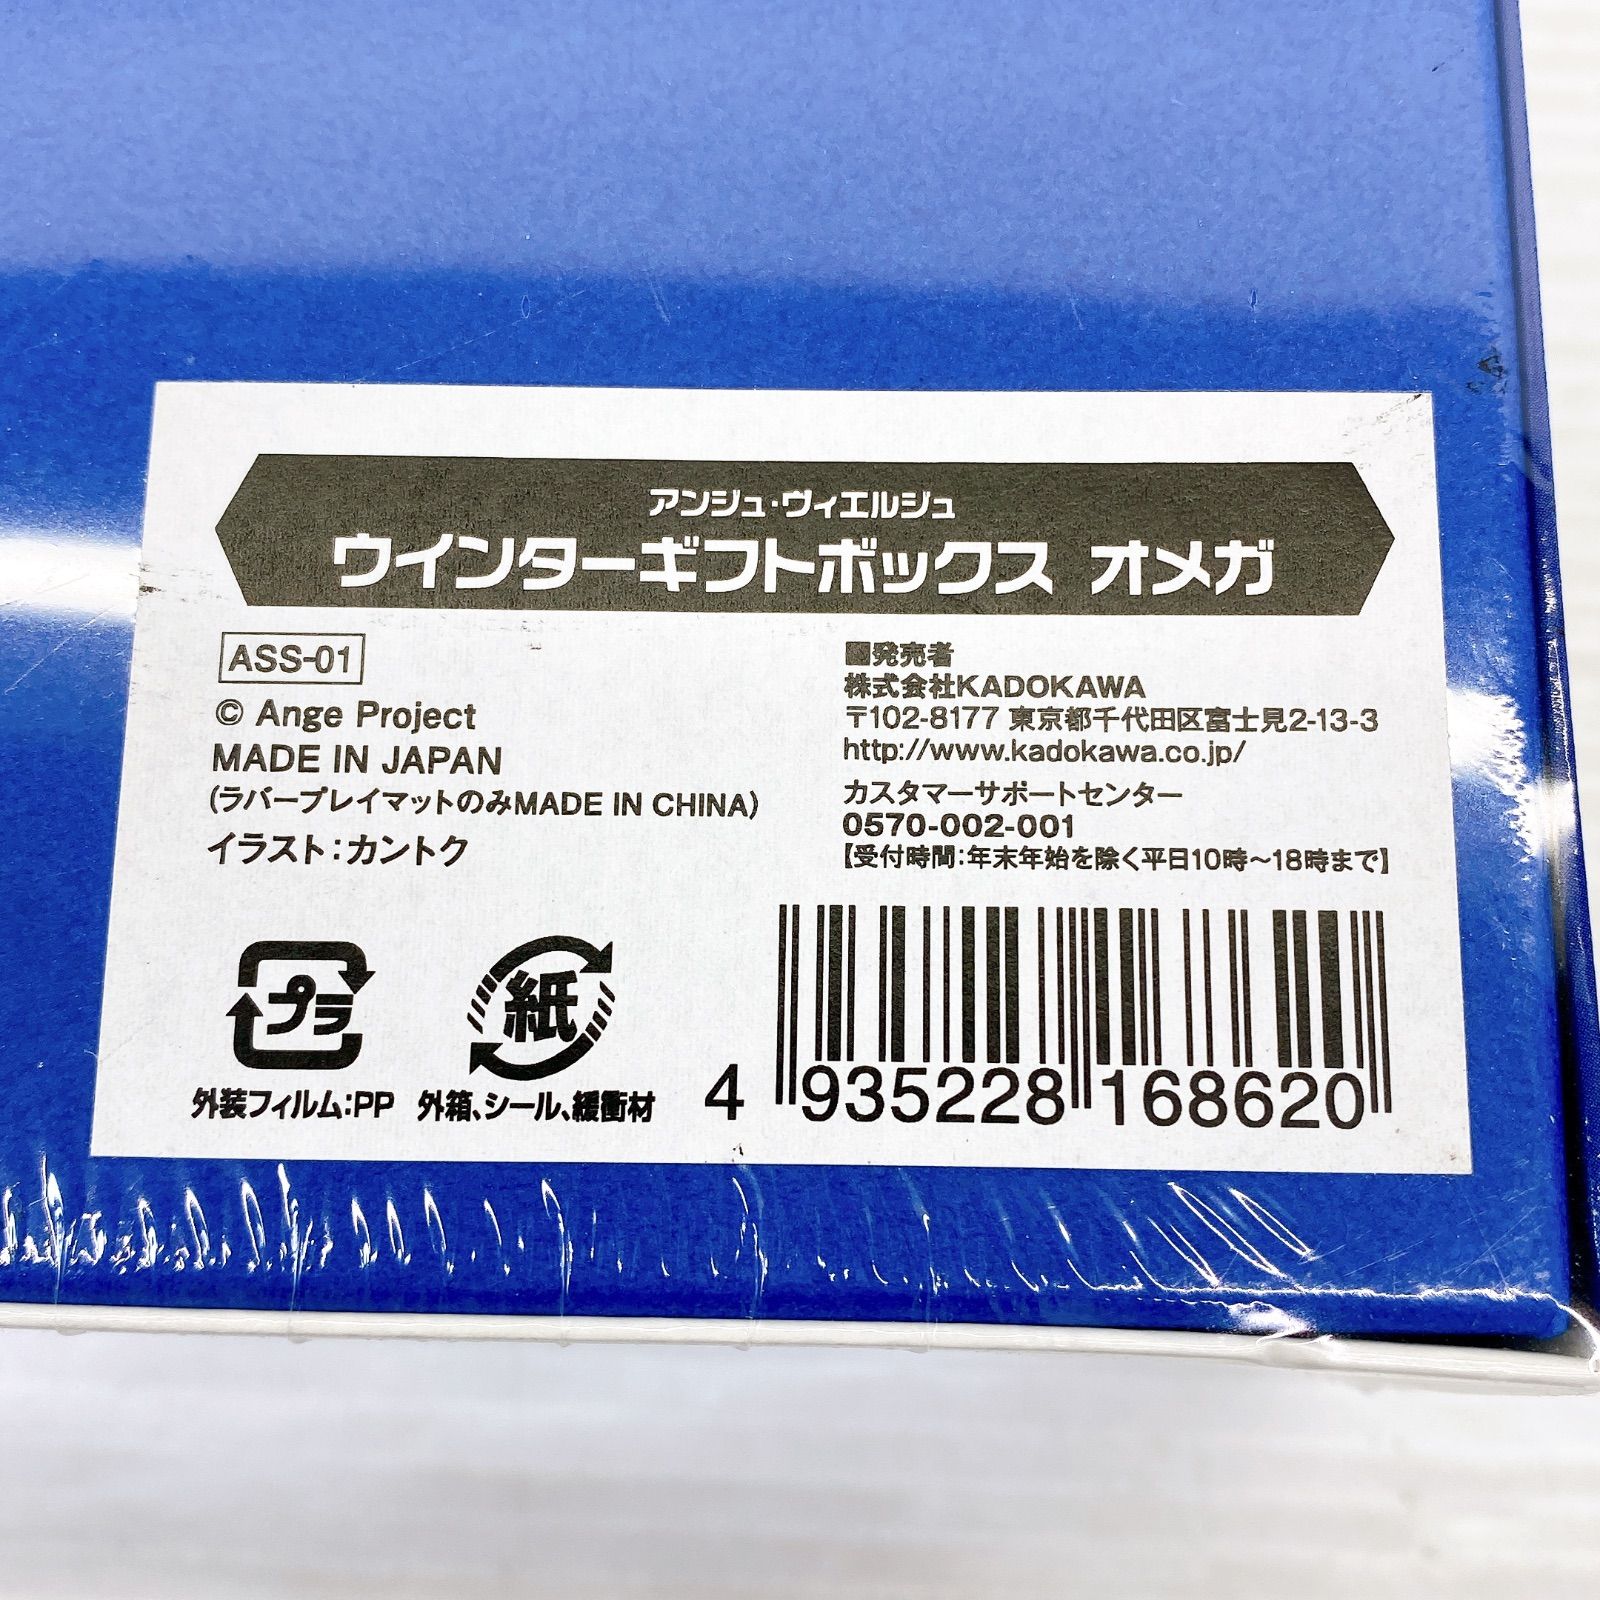 アンジュ・ヴィエルジュ
ウインターギフトボックス オメガ
ASS-01
© Ange Project
MADE IN JAPAN
(ラバープレイマットのみMADE IN CHINA)
イラスト:カントク
■発売者
株式会社KADOKAWA
〒102-8177 東京都千代田区富士見2-13-3
http://www.kadokawa.co.jp/
カスタマーサポートセンター
0570-002-001
【受付時間:年末年始を除く平日10時~18時まで】
プラ
外装フィルム:PP
紙
外箱、シール、緩衝材
4 935228 168620